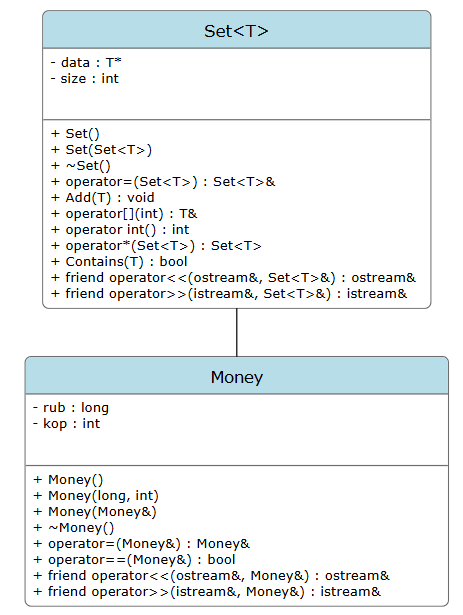 Set<T>
- data : T*
- size : int
+ Set()
+ Set(Set<T>)
+ ~Set()
+ operator=(Set<T>) : Set<T>&
+ Add(T) : void
+ operator[](int) : T&
+ operator int() : int
+ operator*(Set<T>) : Set<T>
+ Contains(T) : bool
+ friend operator<<(ostream&, Set<T>&) : ostream&
+ friend operator>>(istream&, Set<T>&) : istream&
Money
- rub : long
- kop : int
+ Money()
+ Money(long, int)
+ Money(Money&)
+ ~Money()
+ operator=(Money&) : Money&
+ operator==(Money&) : bool
+ friend operator<<(ostream&, Money&) : ostream&
+ friend operator>>(istream&, Money&) : istream&